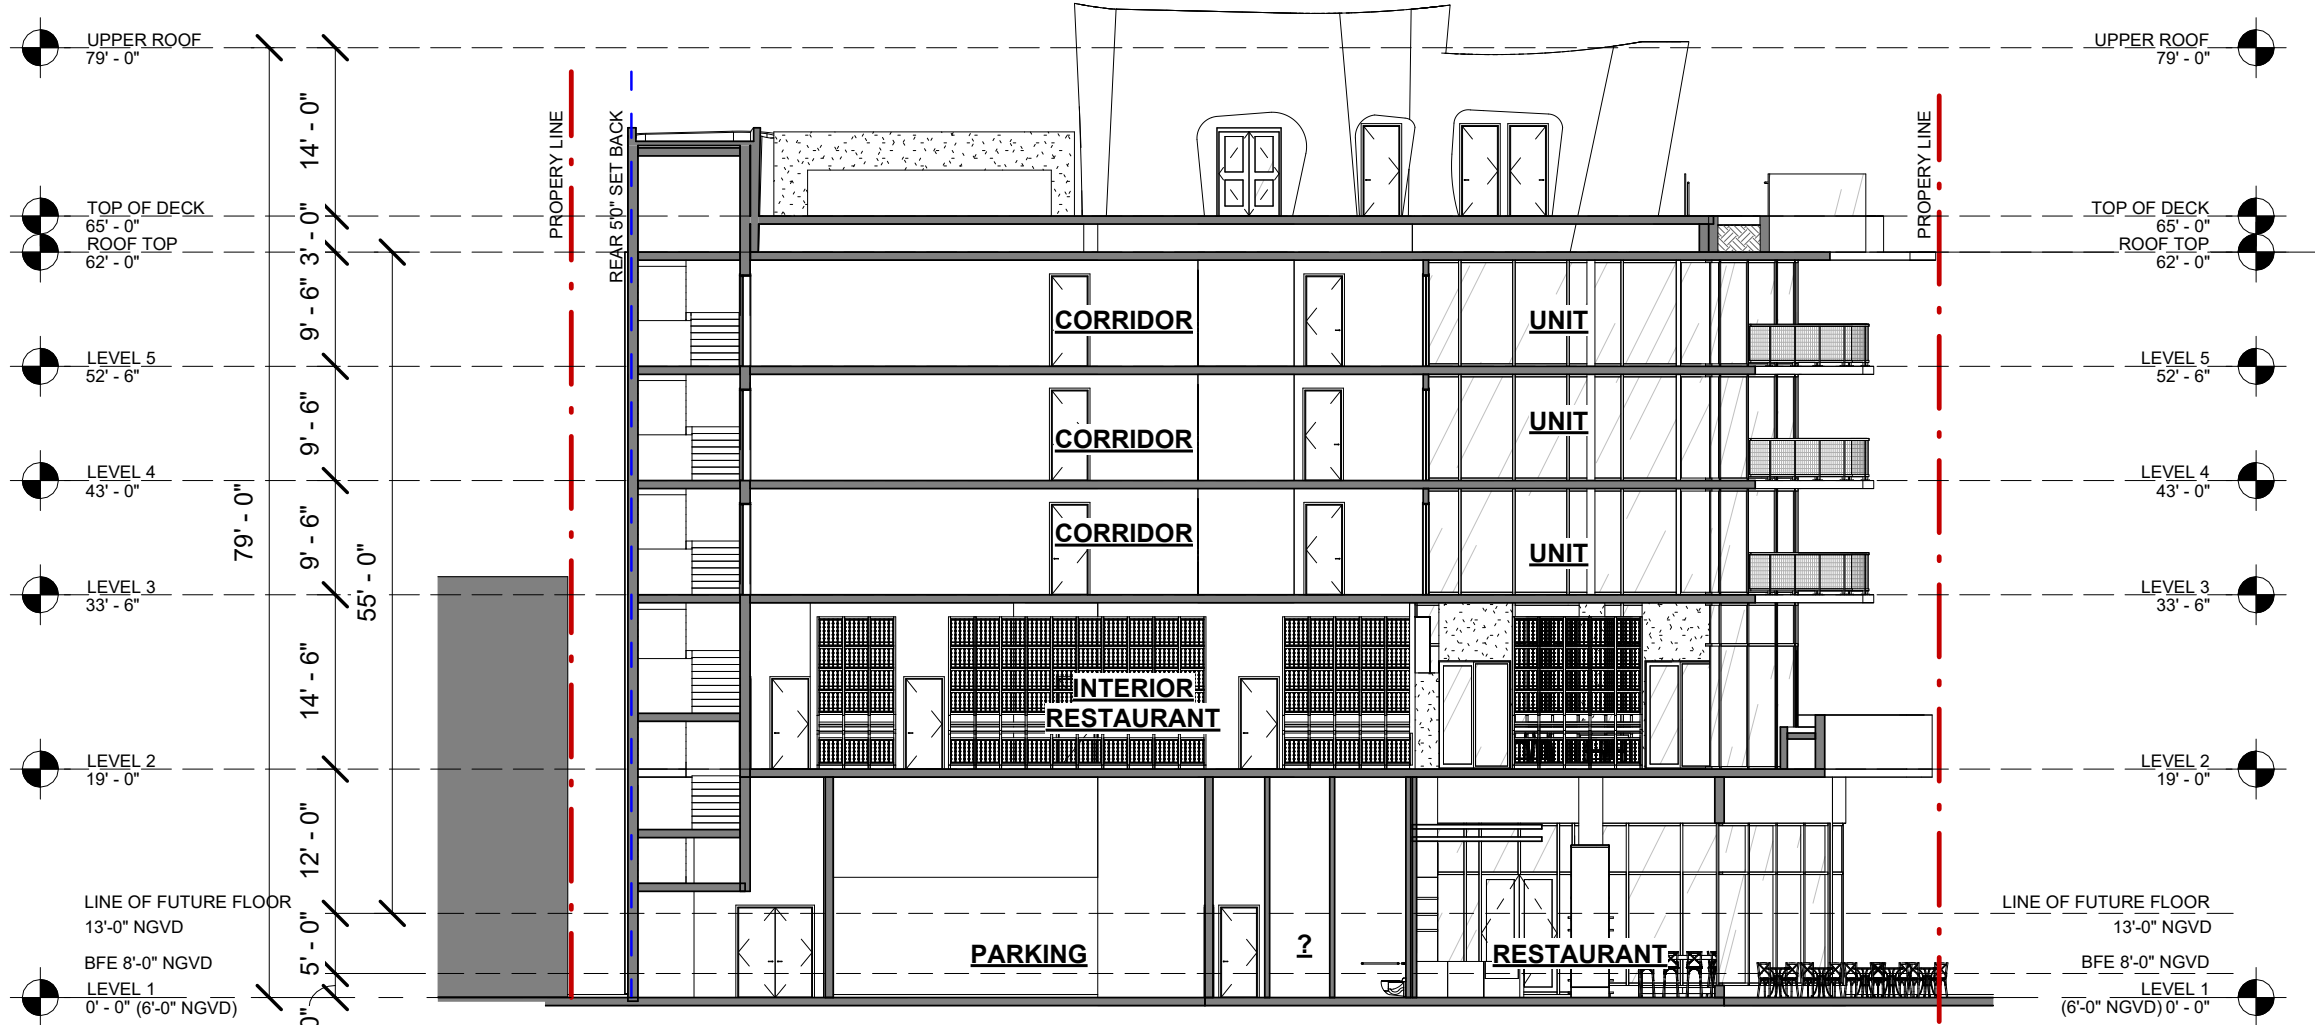 UPPER ROOF
79' - 0"
UPPER ROOF
79' - 0"
PROPERY LINE
REAR 5'0" SET BACK
PROPERY LINE
14' - 0"
TOP OF DECK
65' - 0"
TOP OF DECK
65' - 0"
3' - 0"
ROOF TOP
62' - 0"
ROOF TOP
62' - 0"
9' - 6"
CORRIDOR
UNIT
LEVEL 5
52' - 6"
LEVEL 5
52' - 6"
9' - 6"
CORRIDOR
UNIT
LEVEL 4
43' - 0"
LEVEL 4
43' - 0"
79' - 0"
9' - 6"
55' - 0"
CORRIDOR
UNIT
LEVEL 3
33' - 6"
LEVEL 3
33' - 6"
14' - 6"
INTERIOR
RESTAURANT
LEVEL 2
19' - 0"
LEVEL 2
19' - 0"
12' - 0"
LINE OF FUTURE FLOOR
13'-0" NGVD
LINE OF FUTURE FLOOR
13'-0" NGVD
5' - 0"
PARKING
?
RESTAURANT
BFE 8'-0" NGVD
BFE 8'-0" NGVD
LEVEL 1
0' - 0" (6'-0" NGVD)
LEVEL 1
(6'-0" NGVD) 0' - 0"
0"